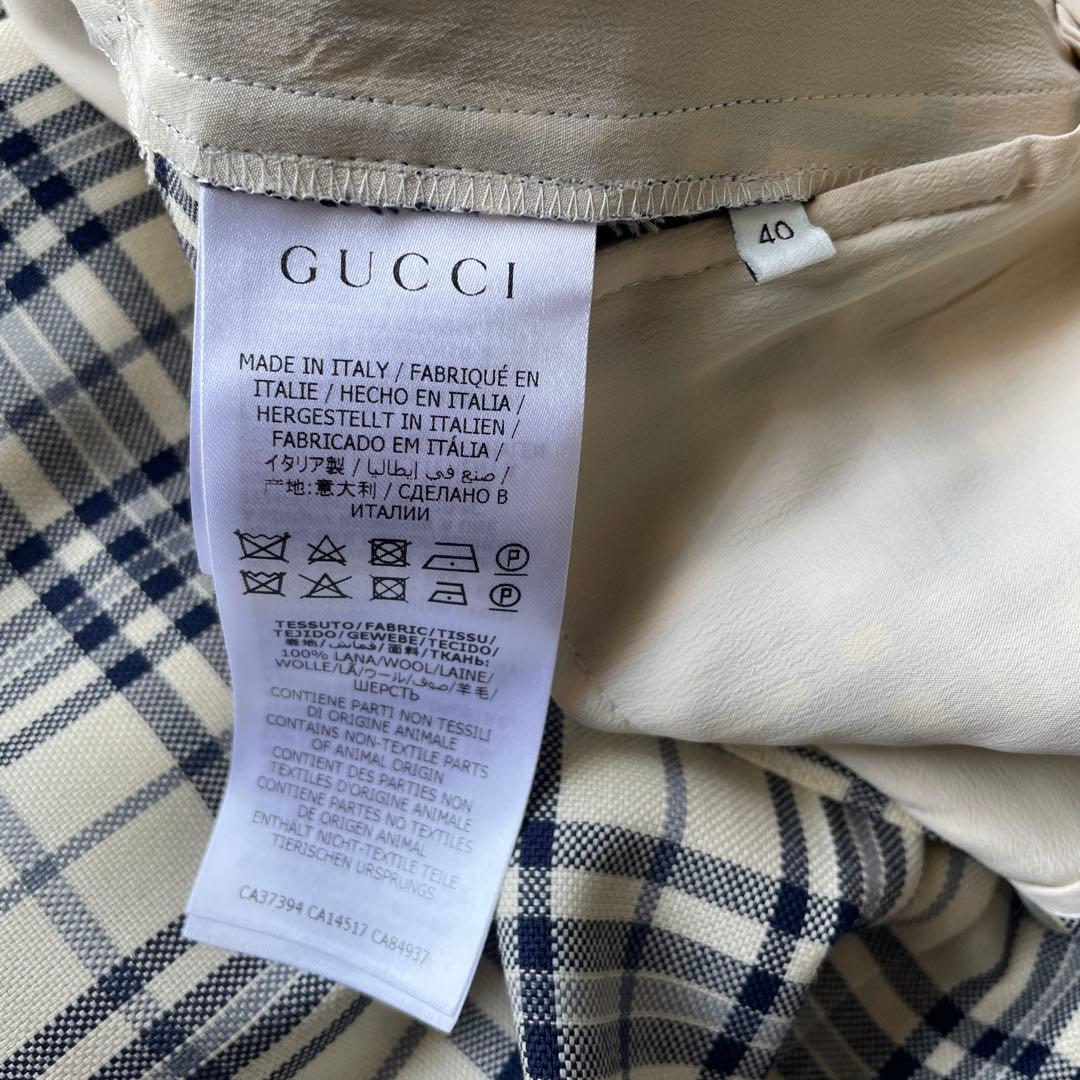 GUCCI
40
MADE IN ITALY / FABRIQUÉ EN
ITALIE / HECHO EN ITALIA /
HERGESTELLT IN ITALIEN /
FABRICADO EM ITÁLIA /
イタリア製 / صنع في إيطاليا /
产地:意大利 / СДЕЛАНО В
ИТАЛИИ
P
P
TESSUTO/FABRIC/TISSU/
TEJIDO/GEWEBE/TECIDO/
表地/قماش/面料/ТКАНЬ:
100% LANA/WOOL/LAINE/
WOLLE/LÃ/ウール/صوف/羊毛/
ШЕРСТЬ
CONTIENE PARTI NON TESSILI
DI ORIGINE ANIMALE
CONTAINS NON-TEXTILE PARTS
OF ANIMAL ORIGIN
CONTIENT DES PARTIES NON
TEXTILES D'ORIGINE ANIMALE
CONTIENE PARTES NO TEXTILES
DE ORIGEN ANIMAL
ENTHÄLT NICHT-TEXTILE TEILE
TIERISCHEN URSPRUNGS
CA37394 CA14517 CA84937